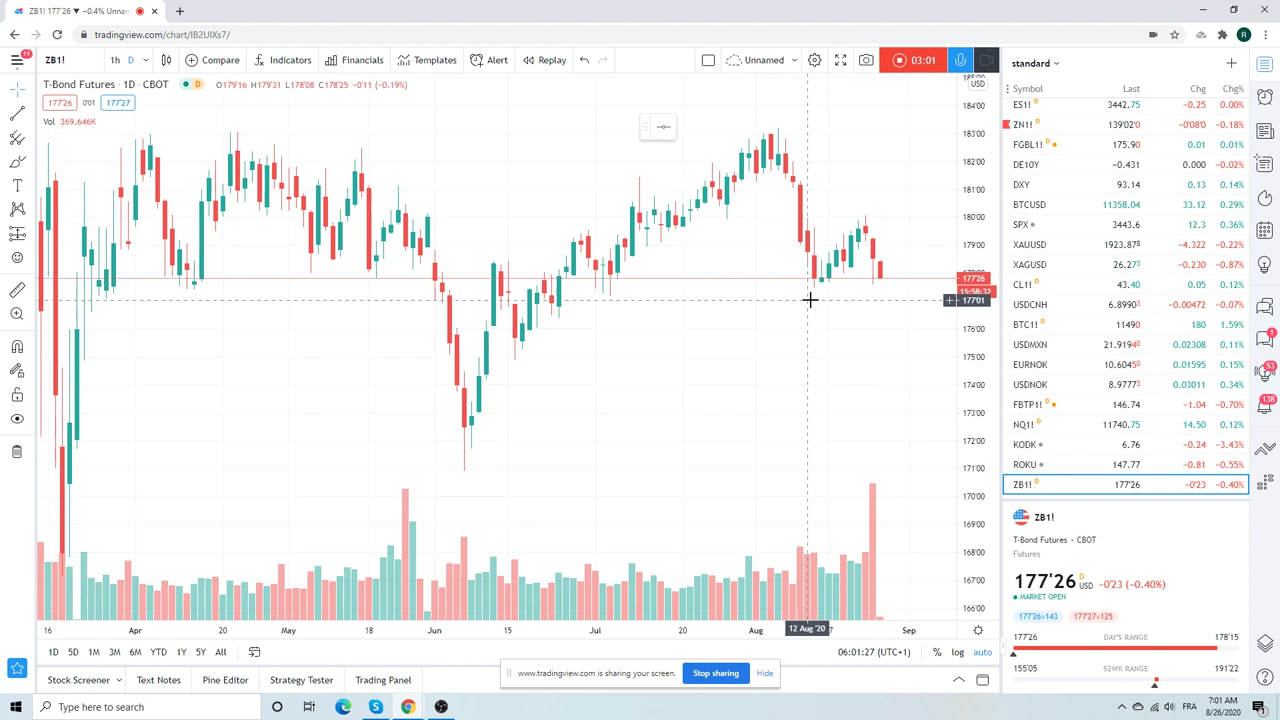 ZB1! 177'26 ▼ −0.4% Unnar
tradingview.com/chart/IB2UIXs7/
11
ZB1!
1h D
Compare
Indicators
Financials
Templates
Alert
Replay
Unnamed
03:01
T-Bond Futures · 1D · CBOT
D
O179'16 H179'31 L178'08 C178'25 −0'11 (−0.19%)
177'26 0'01 177'27
Vol 369.646K
USD
184'00
183'00
182'00
181'00
180'00
179'00
177'26
15:58:32
177'01
176'00
175'00
174'00
173'00
172'00
171'00
170'00
169'00
168'00
167'00
166'00
16 Apr 20 May 18 Jun 15 Jul 20 Aug 12 Aug '20 Sep
1D 5D 1M 3M 6M YTD 1Y 5Y All
06:01:27 (UTC+1) % log auto
www.tradingview.com is sharing your screen. Stop sharing Hide
Stock Screener Text Notes Pine Editor Strategy Tester Trading Panel
standard
Symbol Last Chg Chg%
ES1! D 3442.75 −0.25 0.00%
ZN1! D 139'02'0 −0'08'0 −0.18%
FGBL1! D 175.90 0.01 0.01%
DE10Y −0.431 0.000 −0.02%
DXY 93.14 0.13 0.14%
BTCUSD 11358.04 33.12 0.29%
SPX 3443.6 12.3 0.36%
XAUUSD 1923.878 −4.322 −0.22%
XAGUSD 26.273 −0.230 −0.87%
CL1! D 43.40 0.05 0.12%
USDCNH 6.89903 −0.00472 −0.07%
BTC1! D 11490 180 1.59%
USDMXN 21.91940 0.02308 0.11%
EURNOK 10.60450 0.01595 0.15%
USDNOK 8.97773 0.03011 0.34%
FBTP1! D 146.74 −1.04 −0.70%
NQ1! D 11740.75 14.50 0.12%
KODK 6.76 −0.24 −3.43%
ROKU 147.77 −0.81 −0.55%
ZB1! D 177'26 −0'23 −0.40%
ZB1!
T-Bond Futures • CBOT
Futures
177'26 D USD −0'23 (−0.40%)
MARKET OPEN
177'26×143 177'27×125
177'26 DAY'S RANGE 178'15
155'05 52WK RANGE 191'22
1
53
138
Type here to search
FRA
7:01 AM
8/26/2020